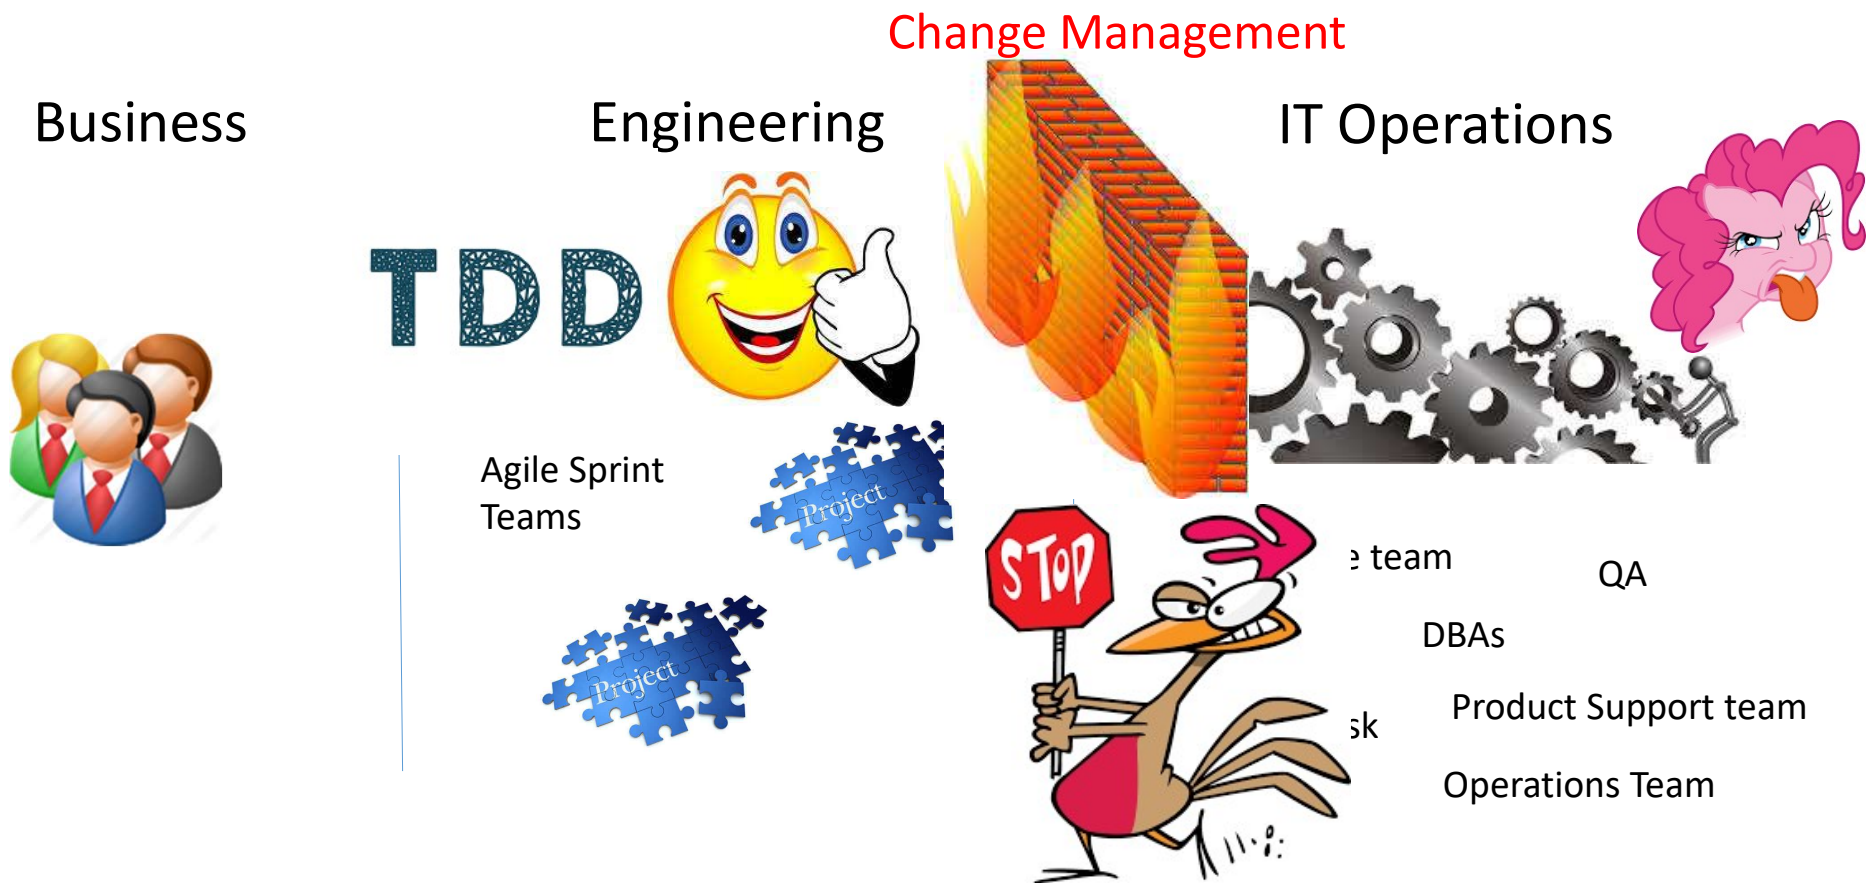 Change Management
Business
Engineering
IT Operations
TDD
Agile Sprint
Teams
Project
Project
STOP
team
QA
DBAs
Product Support team
Operations Team